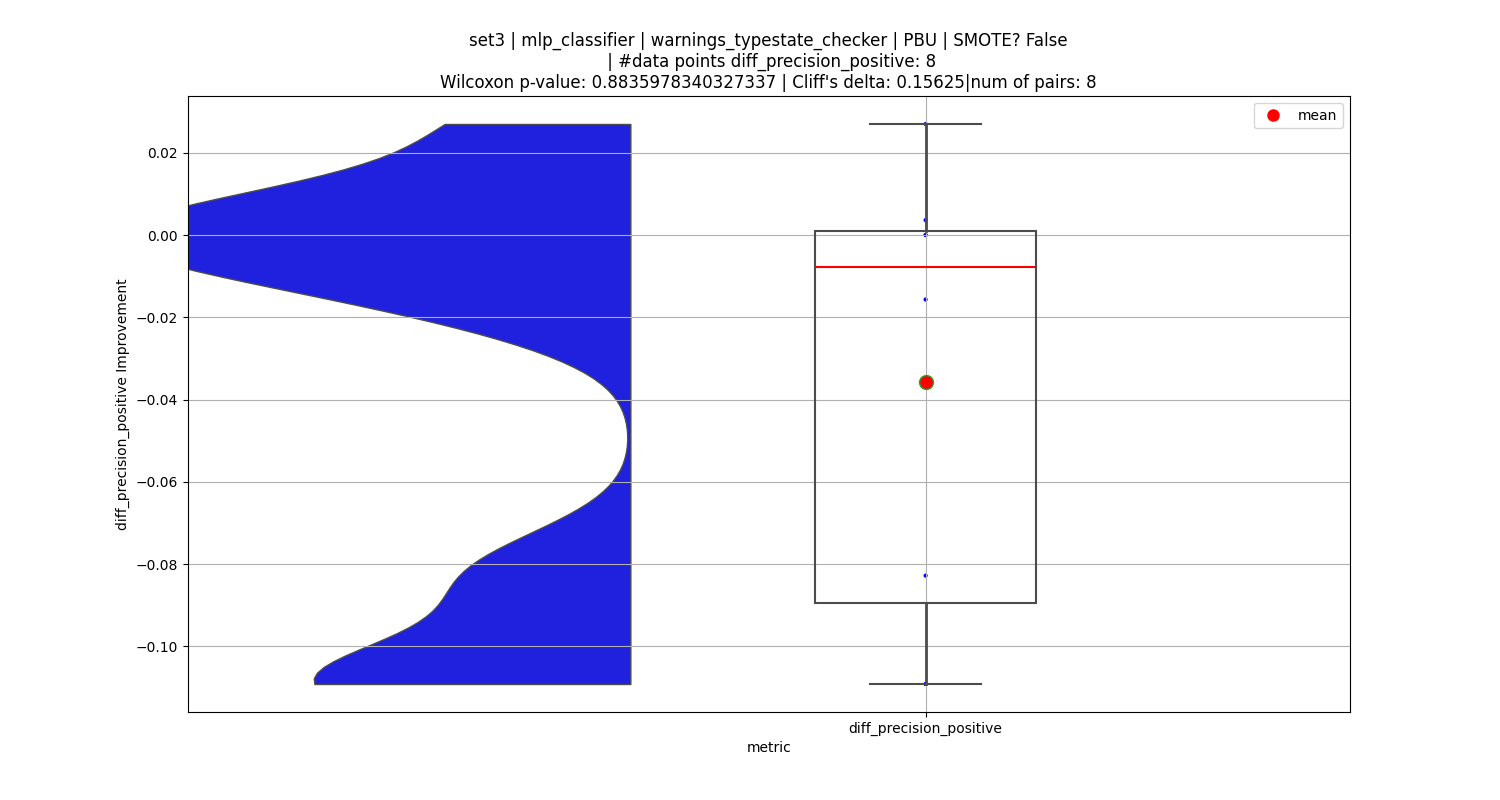 set3 | mlp_classifier | warnings_typestate_checker | PBU | SMOTE? False
| #data points diff_precision_positive: 8
Wilcoxon p-value: 0.8835978340327337 | Cliff's delta: 0.15625|num of pairs: 8
mean
0.02
0.00
−0.02
−0.04
−0.06
−0.08
−0.10
diff_precision_positive Improvement
diff_precision_positive
metric